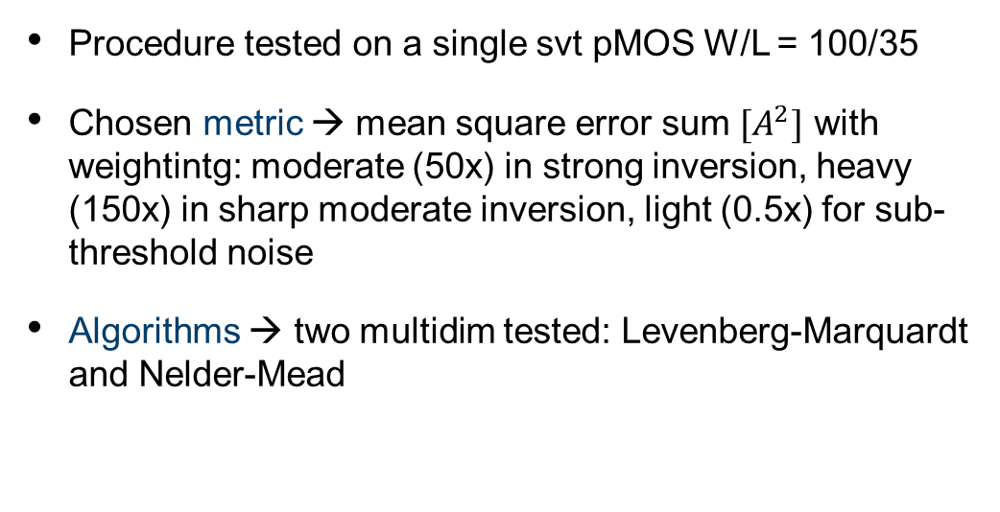 • Procedure tested on a single svt pMOS W/L = 100/35
• Chosen metric → mean square error sum [A²] with
weightintg: moderate (50x) in strong inversion, heavy
(150x) in sharp moderate inversion, light (0.5x) for sub-
threshold noise
• Algorithms → two multidim tested: Levenberg-Marquardt
and Nelder-Mead